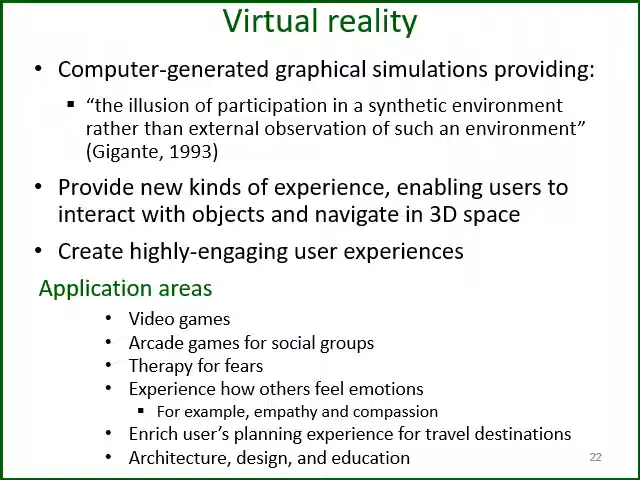 Virtual reality
• Computer-generated graphical simulations providing:
▪ “the illusion of participation in a synthetic environment
rather than external observation of such an environment”
(Gigante, 1993)
• Provide new kinds of experience, enabling users to
interact with objects and navigate in 3D space
• Create highly-engaging user experiences
Application areas
• Video games
• Arcade games for social groups
• Therapy for fears
• Experience how others feel emotions
▪ For example, empathy and compassion
• Enrich user’s planning experience for travel destinations
• Architecture, design, and education
22